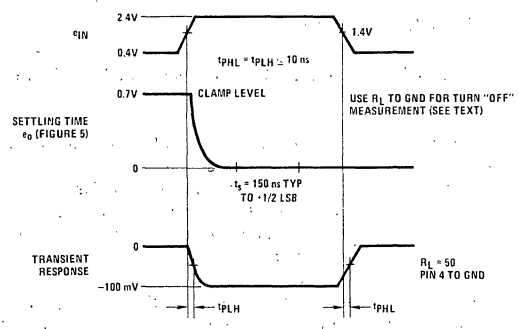 2.4V
eIN
1.4V
0.4V
tPHL = tPLH ≃ 10 ns
0.7V
CLAMP LEVEL
USE RL TO GND FOR TURN "OFF"
MEASUREMENT (SEE TEXT)
SETTLING TIME
eo (FIGURE 5)
0
ts = 150 ns TYP
TO +1/2 LSB
0
TRANSIENT
RESPONSE
RL = 50
PIN 4 TO GND
-100 mV
tPLH
tPHL